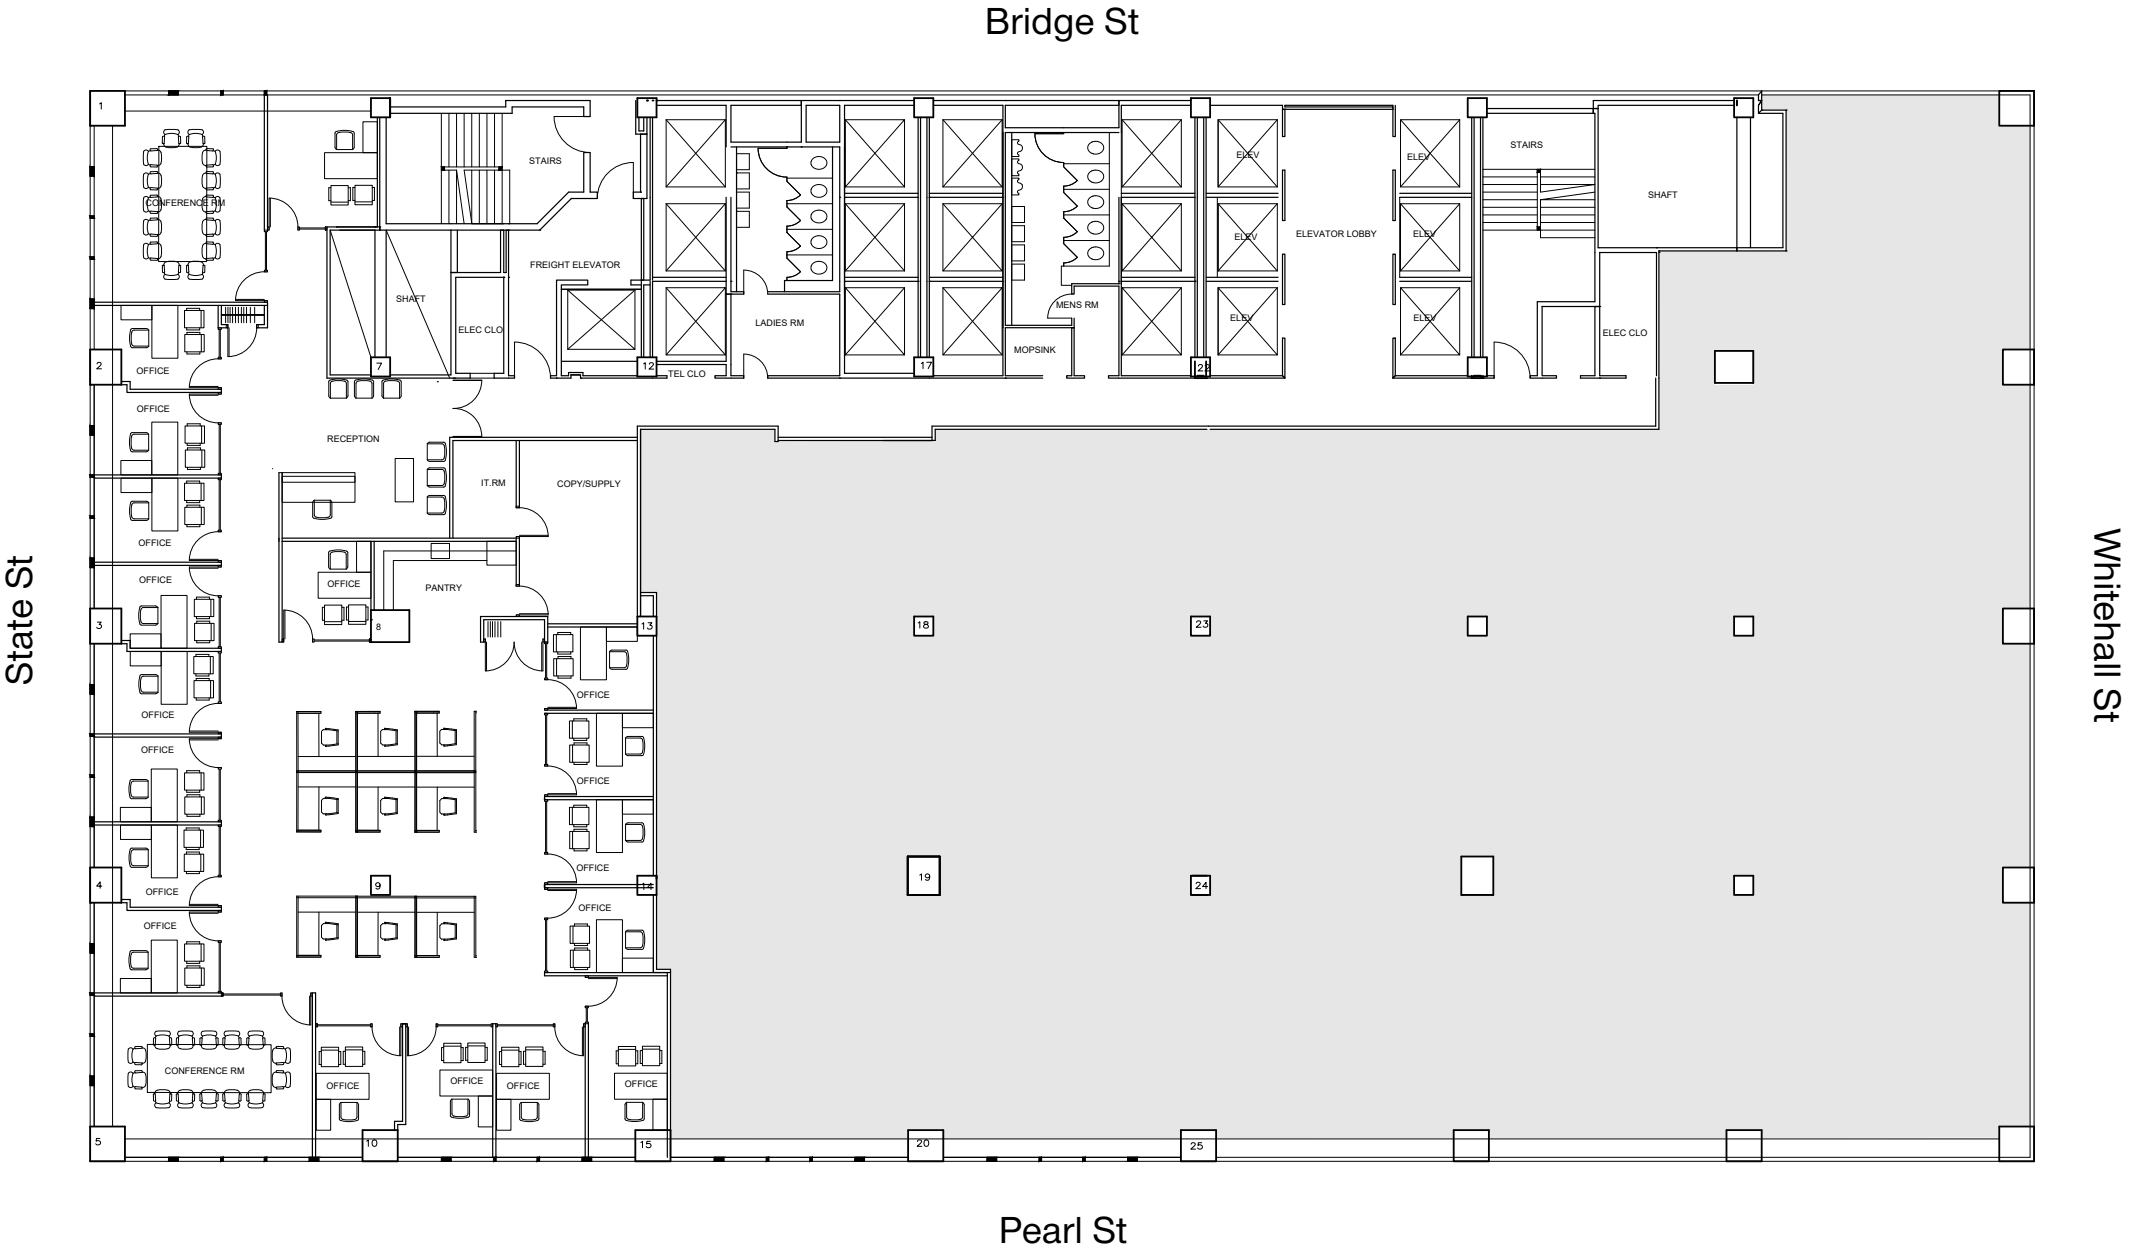 Bridge St
1
STAIRS
ELEV
ELEV
STAIRS
CONFERENCE RM
SHAFT
ELEV
ELEVATOR LOBBY
ELEV
FREIGHT ELEVATOR
SHAFT
MENS RM
ELEC CLO
LADIES RM
ELEV
ELEV
ELEC CLO
MOPSINK
2
OFFICE
7
12
TEL CLO
17
22
OFFICE
RECEPTION
IT.RM
COPY/SUPPLY
OFFICE
OFFICE
OFFICE
PANTRY
State St
Whitehall St
3
8
13
18
23
OFFICE
OFFICE
OFFICE
OFFICE
OFFICE
4
OFFICE
9
14
19
24
OFFICE
OFFICE
CONFERENCE RM
OFFICE
OFFICE
OFFICE
OFFICE
5
10
15
20
25
Pearl St